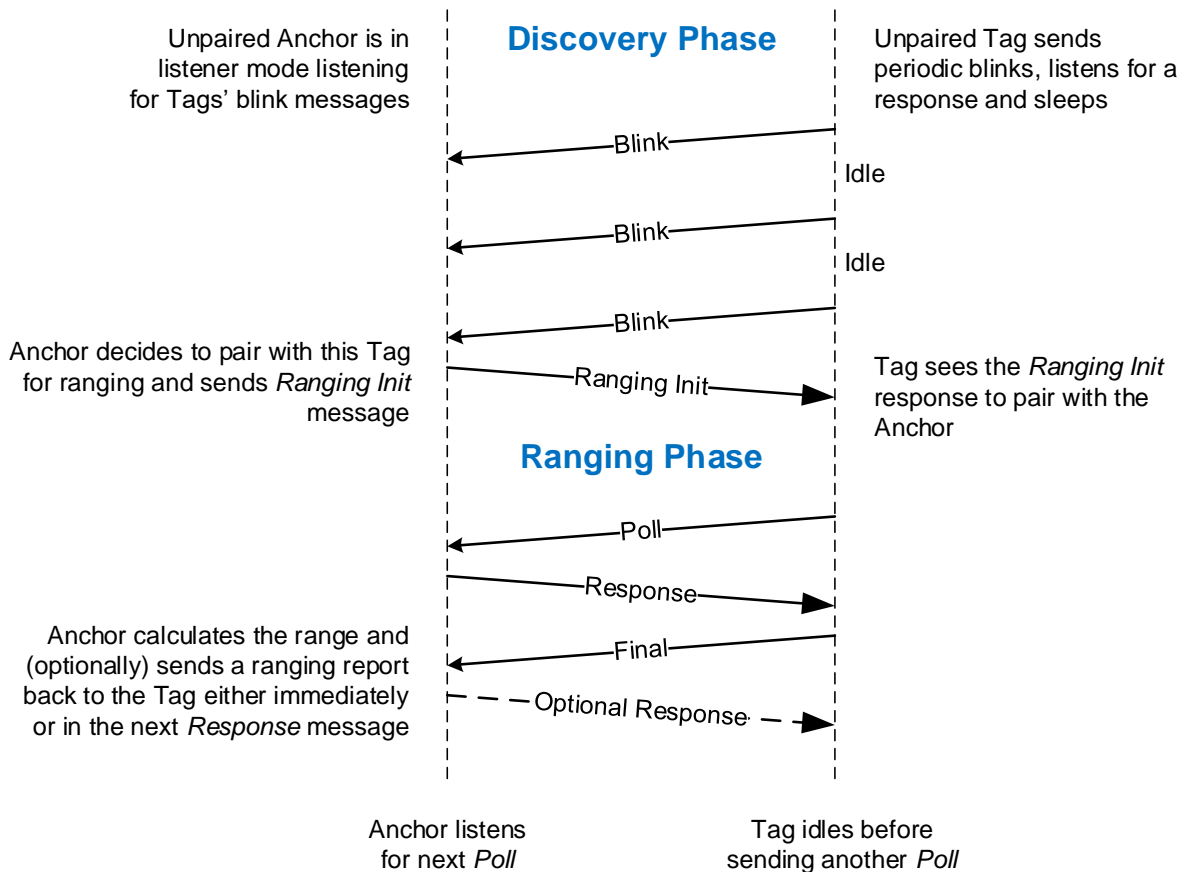 Discovery Phase
Unpaired Anchor is in
listener mode listening
for Tags' blink messages
Unpaired Tag sends
periodic blinks, listens for a
response and sleeps
Blink
Idle
Blink
Idle
Blink
Anchor decides to pair with this Tag
for ranging and sends Ranging Init
message
Ranging Init
Tag sees the Ranging Init
response to pair with the
Anchor
Ranging Phase
Poll
Response
Final
Anchor calculates the range and
(optionally) sends a ranging report
back to the Tag either immediately
or in the next Response message
Optional Response
Anchor listens
for next Poll
Tag idles before
sending another Poll